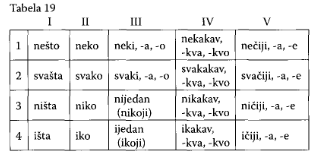 Tabela 19
I II III IV V
nekakav,
1 nešto neko neki, -a, -o -kva, -kvo nečiji, -a, -e
svakakav,
2 svašta svako svaki, -a, -o -kva, -kvo svačiji, -a, -e
3 ništa niko nijedan nikakav, ničiji, -a, -e
(nikoji) -kva, -kvo
4 išta iko ijedan ikakav, ičiji, -a, -e
(ikoji) -kva, -kvo